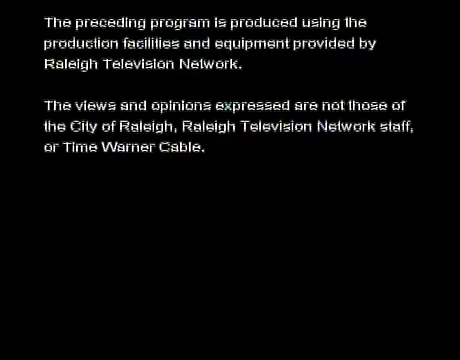 The preceding program is produced using the
production facilities and equipment provided by
Raleigh Television Network.
The views and opinions expressed are not those of
the City of Raleigh, Raleigh Television Network staff,
or Time Warner Cable.